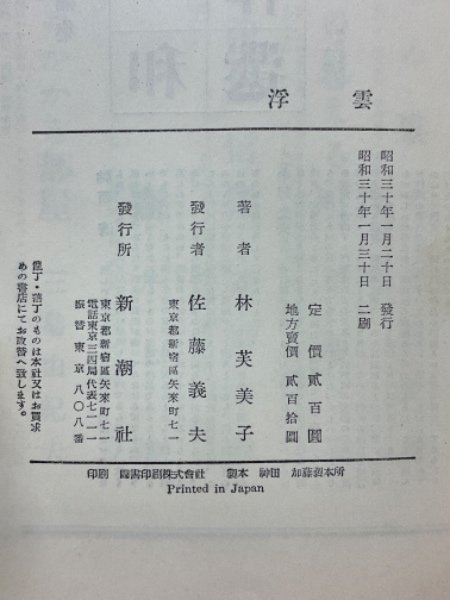 浮雲
昭和三十年一月二十日 發行
昭和三十年一月三十日 二刷
定價貳百圓
地方賣價 貳百拾圓
著者 林芙美子
發行者 佐藤義夫
東京都新宿區矢來町七一
發行所 新潮社
東京都新宿區矢來町七一
電話東京三四局代表七一一一
振替東京八〇八番
亂丁・落丁のものは本社又はお買求
めの書店にてお取替へ致します。
印刷 圖書印刷株式會社 製本 神田 加藤製本所
Printed in Japan